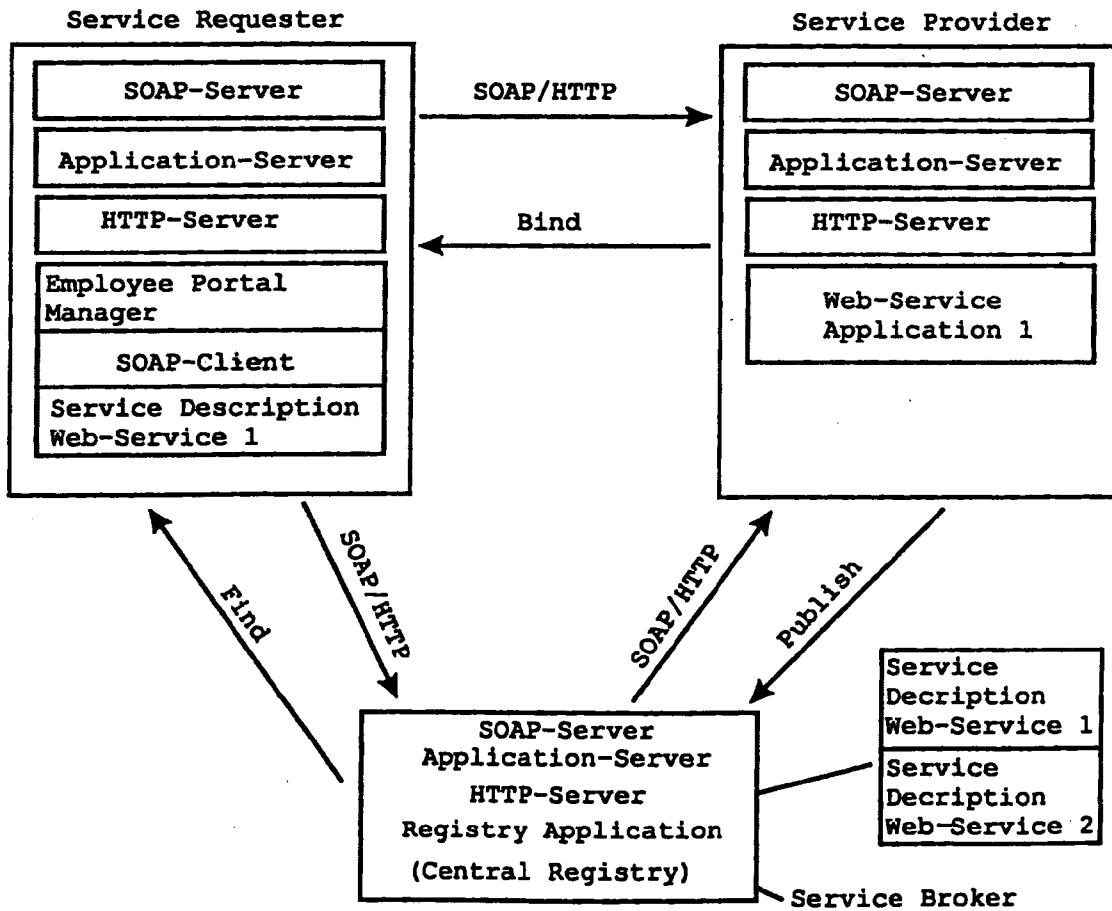 Service Requester
SOAP-Server
Application-Server
HTTP-Server
Employee Portal
Manager
SOAP-Client
Service Description
Web-Service 1
SOAP/HTTP
Bind
Service Provider
SOAP-Server
Application-Server
HTTP-Server
Web-Service
Application 1
Find
SOAP/HTTP
SOAP/HTTP
Publish
SOAP-Server
Application-Server
HTTP-Server
Registry Application
(Central Registry)
Service
Decription
Web-Service 1
Service
Decription
Web-Service 2
Service Broker